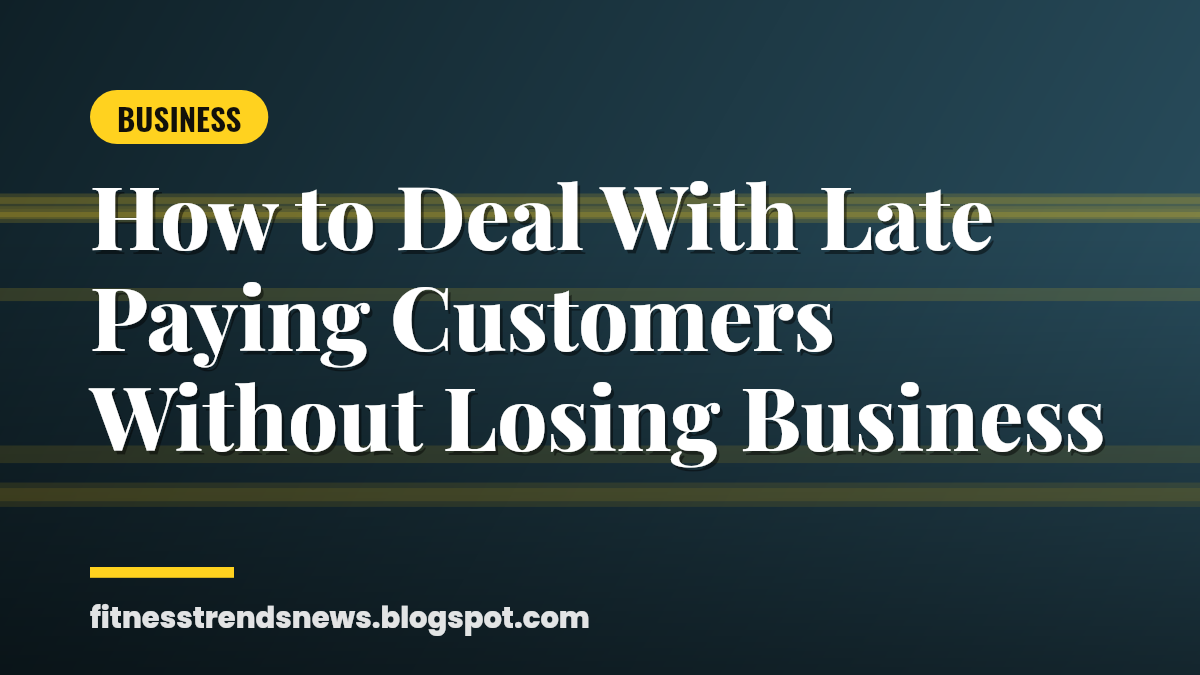 BUSINESS
How to Deal With Late
Paying Customers
Without Losing Business
fitnesstrendsnews.blogspot.com